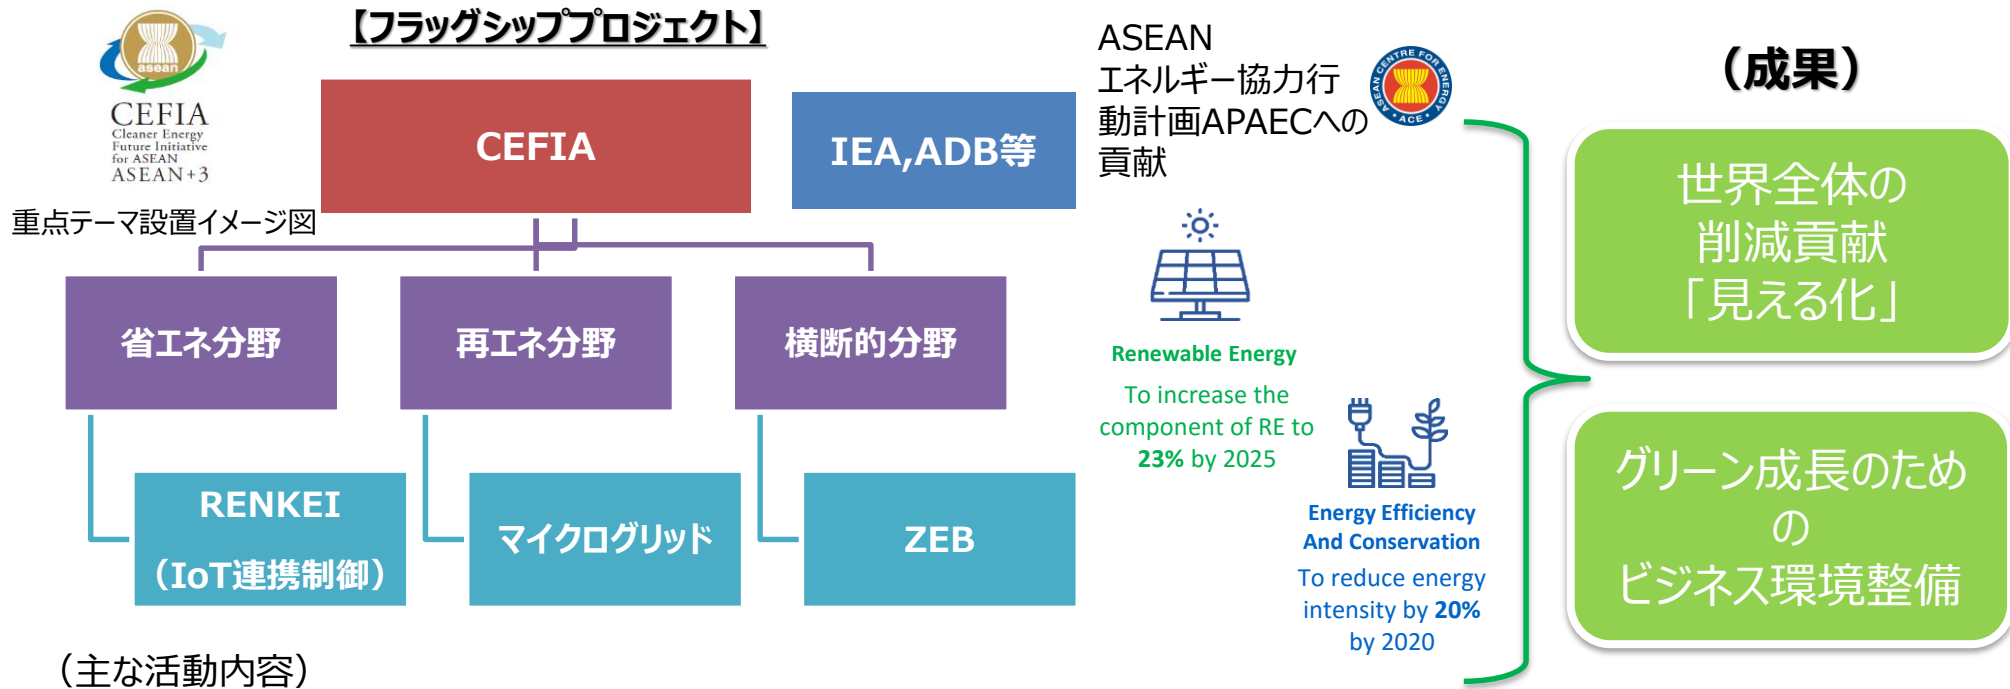 【フラッグシッププロジェクト】
asean
CEFIA
Cleaner Energy
Future Initiative
for ASEAN
ASEAN+3
重点テーマ設置イメージ図
CEFIA
IEA,ADB等
省エネ分野
再エネ分野
横断的分野
RENKEI
（IoT連携制御）
マイクログリッド
ZEB
（主な活動内容）
ASEAN
エネルギー協力行
動計画APAECへの
貢献
ASEAN CENTRE FOR ENERGY
• ACE •
Renewable Energy
To increase the
component of RE to
23% by 2025
Energy Efficiency
And Conservation
To reduce energy
intensity by 20%
by 2020
（成果）
世界全体の
削減貢献
「見える化」
グリーン成長のため
の
ビジネス環境整備